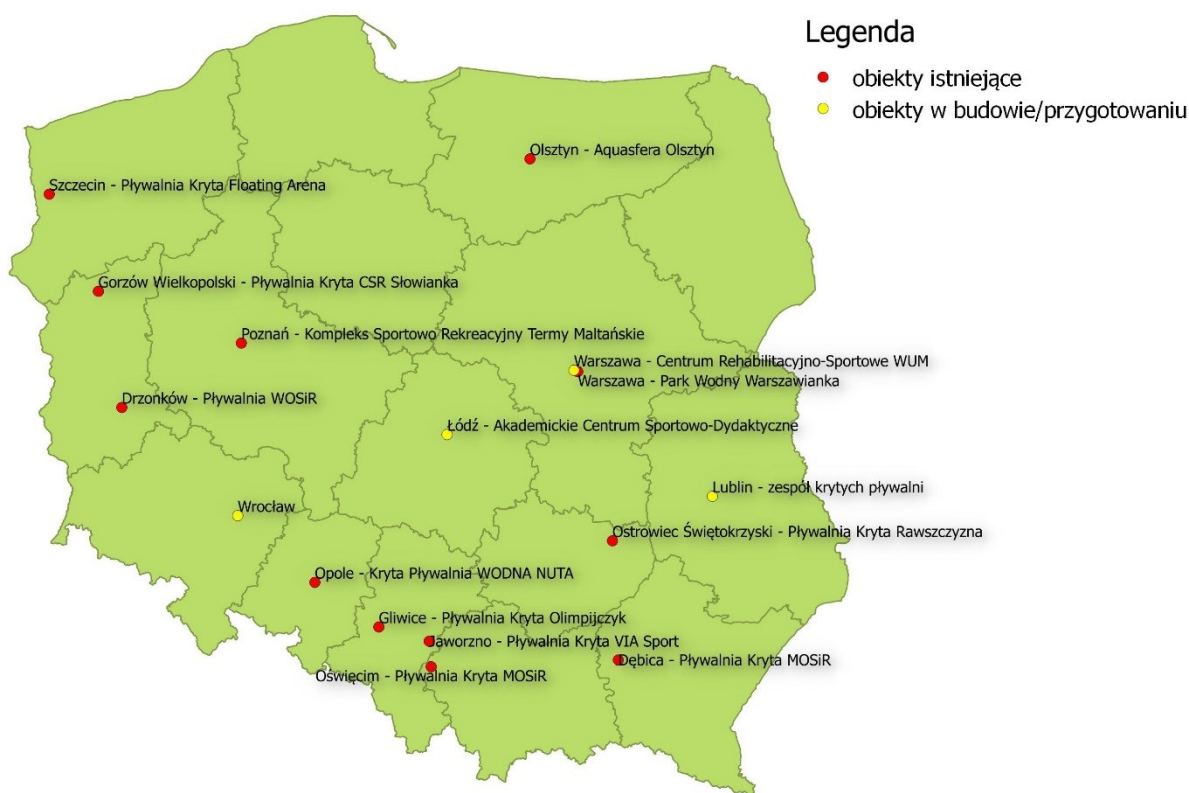 Legenda
obiekty istniejące
obiekty w budowie/przygotowaniu
Olsztyn - Aquasfera Olsztyn
Szczecin - Pływalnia Kryta Floating Arena
Gorzów Wielkopolski - Pływalnia Kryta CSR Słowianka
Poznań - Kompleks Sportowo Rekreacyjny Termy Maltańskie
Warszawa - Centrum Rehabilitacyjno-Sportowe WUM
Warszawa - Park Wodny Warszawianka
Drzonków - Pływalnia WOSiR
Łódź - Akademickie Centrum Sportowo-Dydaktyczne
Lublin - zespół krytych pływalni
Wrocław
Ostrowiec Świętokrzyski - Pływalnia Kryta Rawszczyzna
Opole - Kryta Pływalnia WODNA NUTA
Gliwice - Pływalnia Kryta Olimpijczyk
Jaworzno - Pływalnia Kryta VIA Sport
Dębica - Pływalnia Kryta MOSiR
Oświęcim - Pływalnia Kryta MOSiR